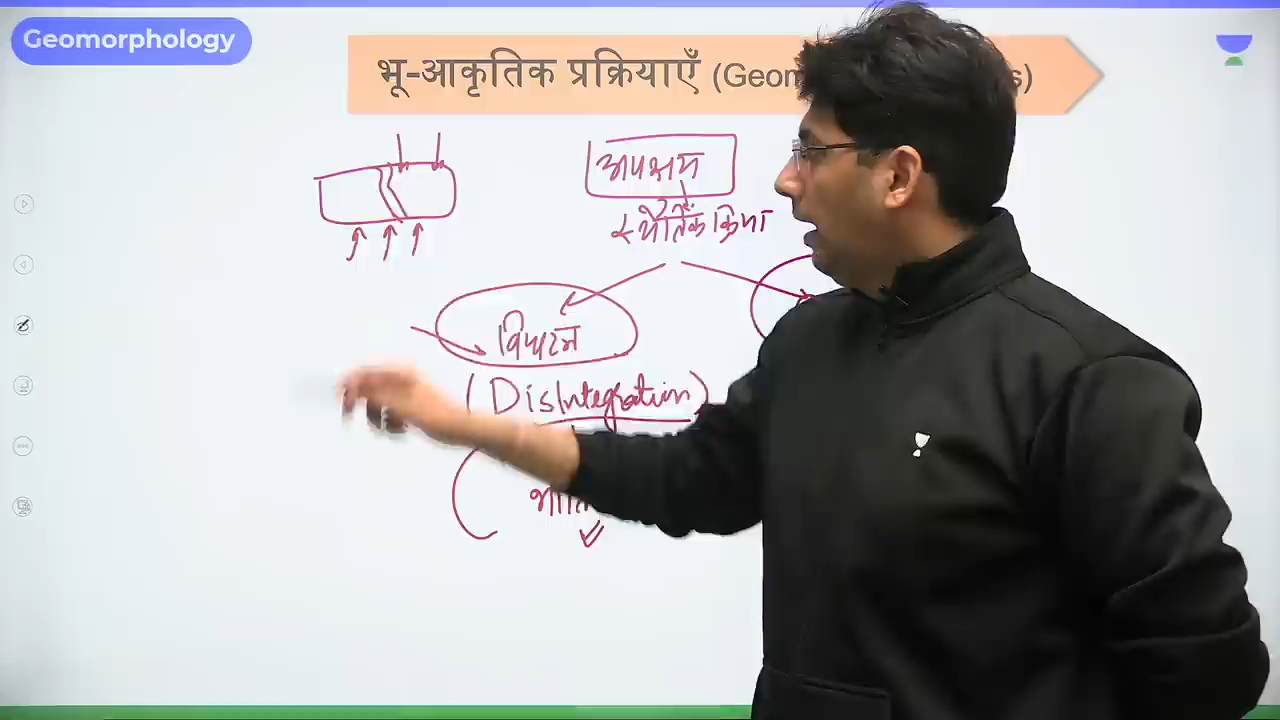 Geomorphology
भू-आकृतिक प्रक्रियाएँ (Geom s)
अपक्षय
स्थैतिक क्रिया
विघटन
(Disintegration)